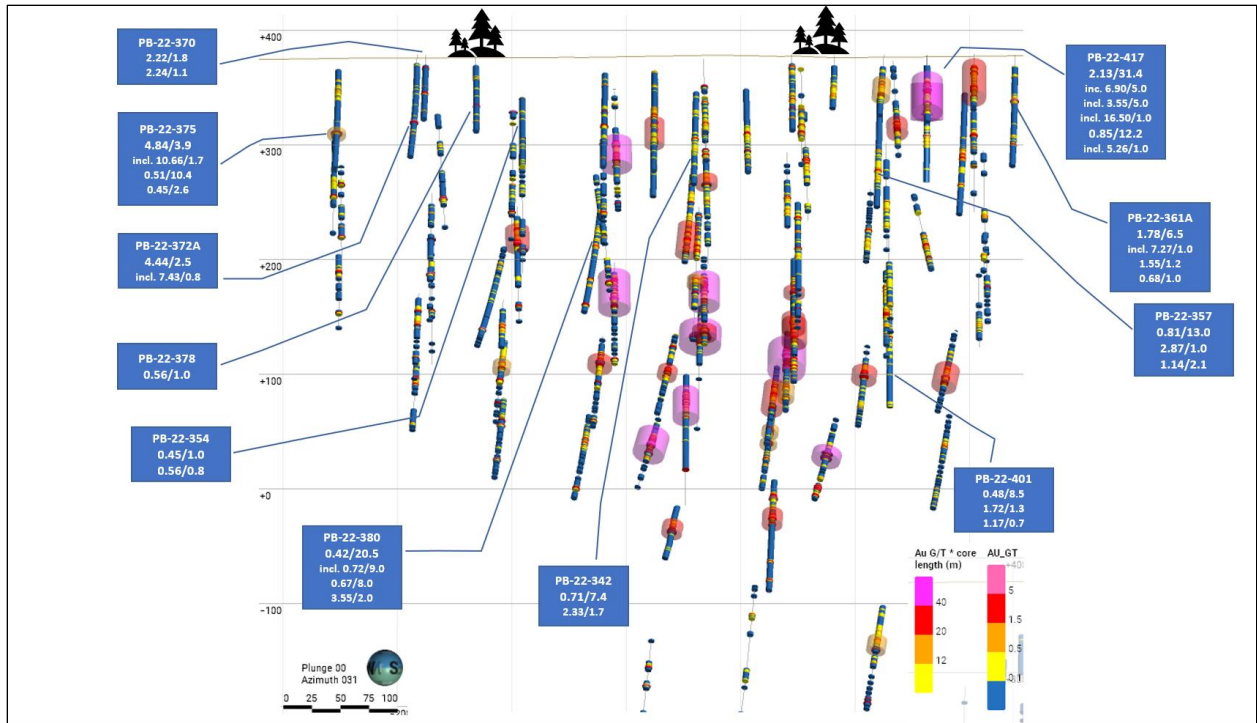 +400
+300
+200
+100
+0
-100
PB-22-370
2.22/1.8
2.24/1.1
PB-22-375
4.84/3.9
incl. 10.66/1.7
0.51/10.4
0.45/2.6
PB-22-372A
4.44/2.5
incl. 7.43/0.8
PB-22-378
0.56/1.0
PB-22-354
0.45/1.0
0.56/0.8
PB-22-380
0.42/20.5
incl. 0.72/9.0
0.67/8.0
3.55/2.0
PB-22-342
0.71/7.4
2.33/1.7
PB-22-417
2.13/31.4
inc. 6.90/5.0
incl. 3.55/5.0
incl. 16.50/1.0
0.85/12.2
incl. 5.26/1.0
PB-22-361A
1.78/6.5
incl. 7.27/1.0
1.55/1.2
0.68/1.0
PB-22-357
0.81/13.0
2.87/1.0
1.14/2.1
PB-22-401
0.48/8.5
1.72/1.3
1.17/0.7
Au G/T * core
length (m)
40
20
12
AU_GT
5
1.5
0.5
0.1
Plunge 00
Azimuth 031
0 25 50 75 100